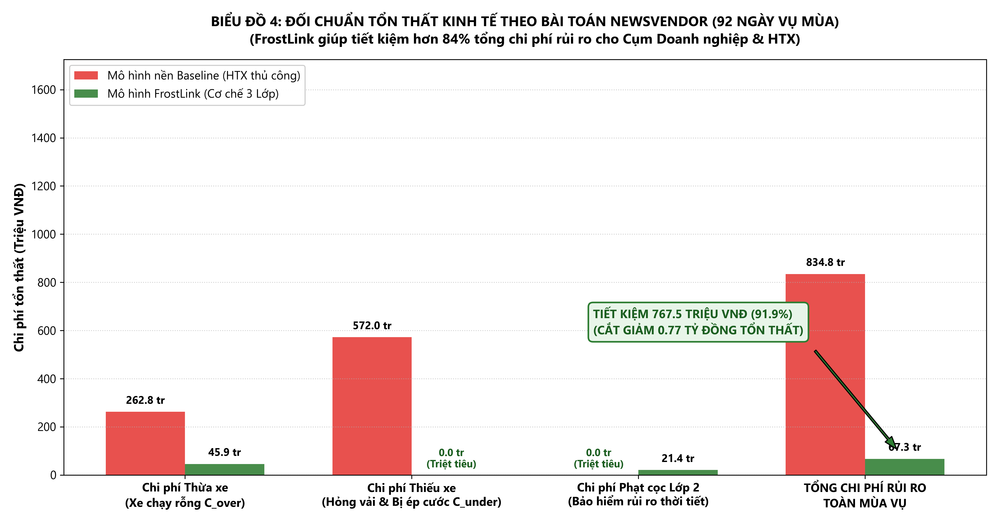 BIỂU ĐỒ 4: ĐỐI CHUẨN TỔN THẤT KINH TẾ THEO BÀI TOÁN NEWSVENDOR (92 NGÀY VỤ MÙA)
(FrostLink giúp tiết kiệm hơn 84% tổng chi phí rủi ro cho Cụm Doanh nghiệp & HTX)
Mô hình nền Baseline (HTX thủ công)
Mô hình FrostLink (Cơ chế 3 Lớp)
Chi phí tổn thất (Triệu VNĐ)
1600
1400
1200
1000
800
600
400
200
0
262.8 tr
45.9 tr
572.0 tr
0.0 tr
(Triệt tiêu)
0.0 tr
(Triệt tiêu)
21.4 tr
834.8 tr
67.3 tr
TIẾT KIỆM 767.5 TRIỆU VNĐ (91.9%)
(CẮT GIẢM 0.77 TỶ ĐỒNG TỔN THẤT)
Chi phí Thừa xe
(Xe chạy rỗng C_over)
Chi phí Thiếu xe
(Hỏng vải & Bị ép cước C_under)
Chi phí Phạt cọc Lớp 2
(Bảo hiểm rủi ro thời tiết)
TỔNG CHI PHÍ RỦI RO
TOÀN MÙA VỤ